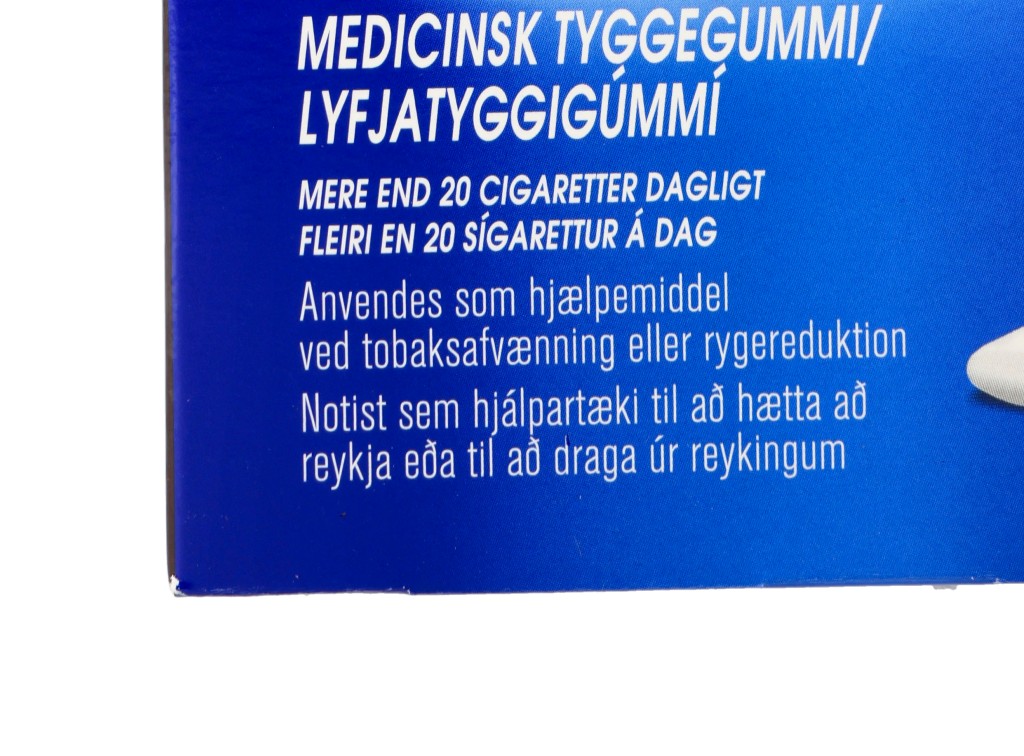 MEDICINSK TYGGEGUMMI/
LYFJATYGGIGÚMMÍ
MERE END 20 CIGARETTER DAGLIGT
FLEIRI EN 20 SÍGARETTUR Á DAG
Anvendes som hjælpemiddel
ved tobaksafvænning eller rygereduktion
Notist sem hjálpartæki til að hætta að
reykja eða til að draga úr reykingum